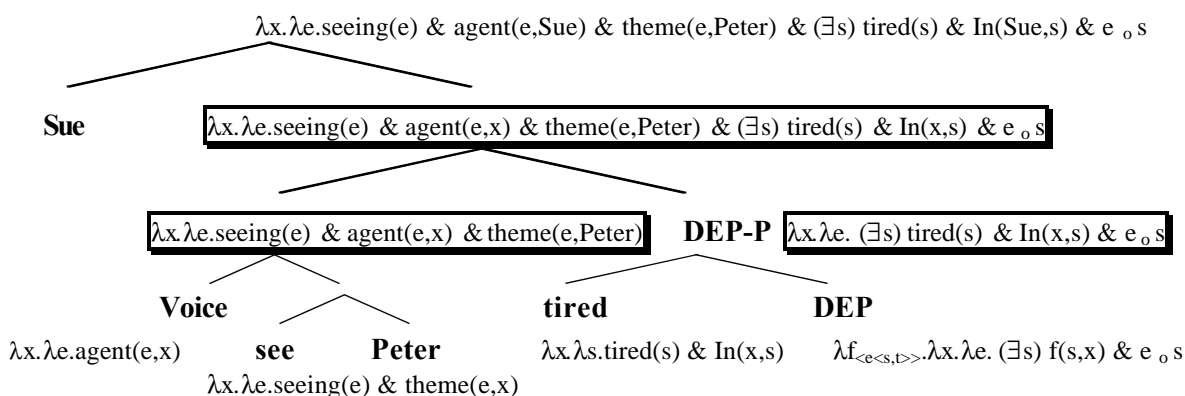 λx.λe.seeing(e) & agent(e,Sue) & theme(e,Peter) & (∃s) tired(s) & In(Sue,s) & e ₒ s
Sue λx.λe.seeing(e) & agent(e,x) & theme(e,Peter) & (∃s) tired(s) & In(x,s) & e ₒ s
λx.λe.seeing(e) & agent(e,x) & theme(e,Peter) DEP-P λx.λe. (∃s) tired(s) & In(x,s) & e ₒ s
Voice tired DEP
λx.λe.agent(e,x) see Peter λx.λs.tired(s) & In(x,s) λf<e<s,t>>.λx.λe. (∃s) f(s,x) & e ₒ s
λx.λe.seeing(e) & theme(e,x)